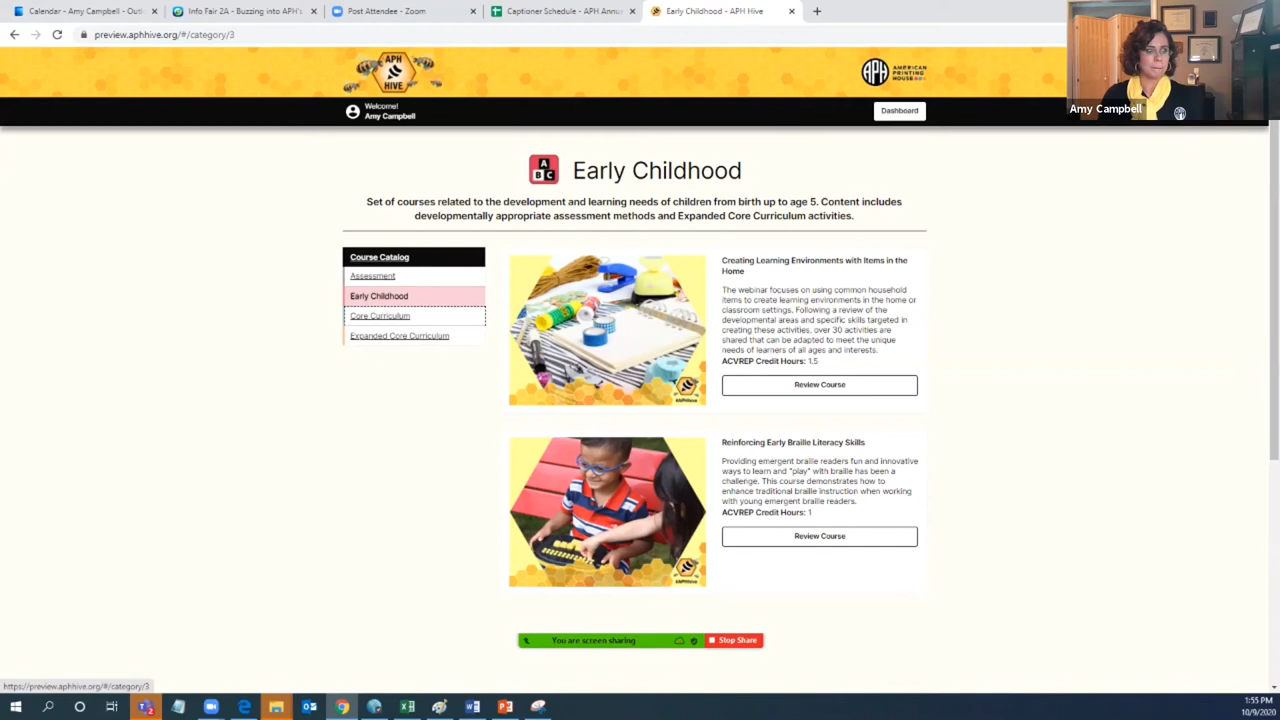 Calendar - Amy Campbell - Outl
Info Fair 2A - Buzzing into APH's
Post Attendee - Zoom
Captioner Schedule - APH Annu
Early Childhood - APH Hive
preview.aphhive.org/#/category/3
APH
HIVE
APH
AMERICAN
PRINTING
HOUSE
Amy Campbell
Welcome!
Amy Campbell
Dashboard
A
B C
Early Childhood
Set of courses related to the development and learning needs of children from birth up to age 5. Content includes
developmentally appropriate assessment methods and Expanded Core Curriculum activities.
Course Catalog
Assessment
Early Childhood
Core Curriculum
Expanded Core Curriculum
Creating Learning Environments with Items in the
Home
The webinar focuses on using common household
items to create learning environments in the home or
classroom settings. Following a review of the
developmental areas and specific skills targeted in
creating these activities, over 30 activities are
shared that can be adapted to meet the unique
needs of learners of all ages and interests.
ACVREP Credit Hours: 1.5
Review Course
#APHHive
Reinforcing Early Braille Literacy Skills
Providing emergent braille readers fun and innovative
ways to learn and "play" with braille has been a
challenge. This course demonstrates how to
enhance traditional braille instruction when working
with young emergent braille readers.
ACVREP Credit Hours: 1
Review Course
#APHHive
You are screen sharing
Stop Share
https://preview.aphhive.org/#/category/3
1:55 PM
10/9/2020